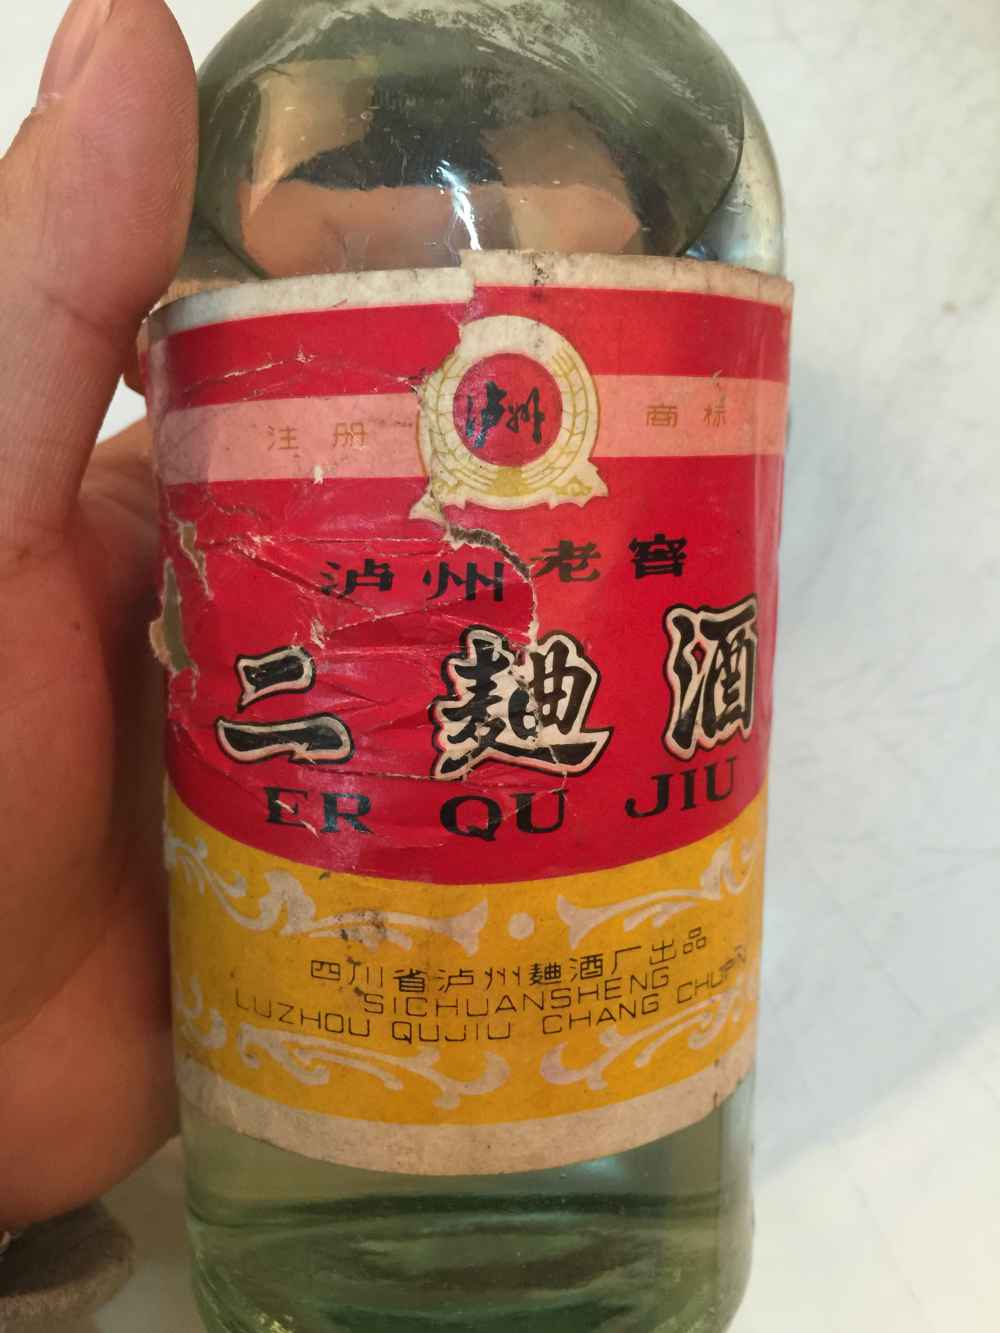 泸州
注册 商标
泸州老窖
二麯酒
ER QU JIU
四川省泸州麯酒厂出品
SICHUANSHENG
LUZHOU QUJIU CHANG CHUPIN